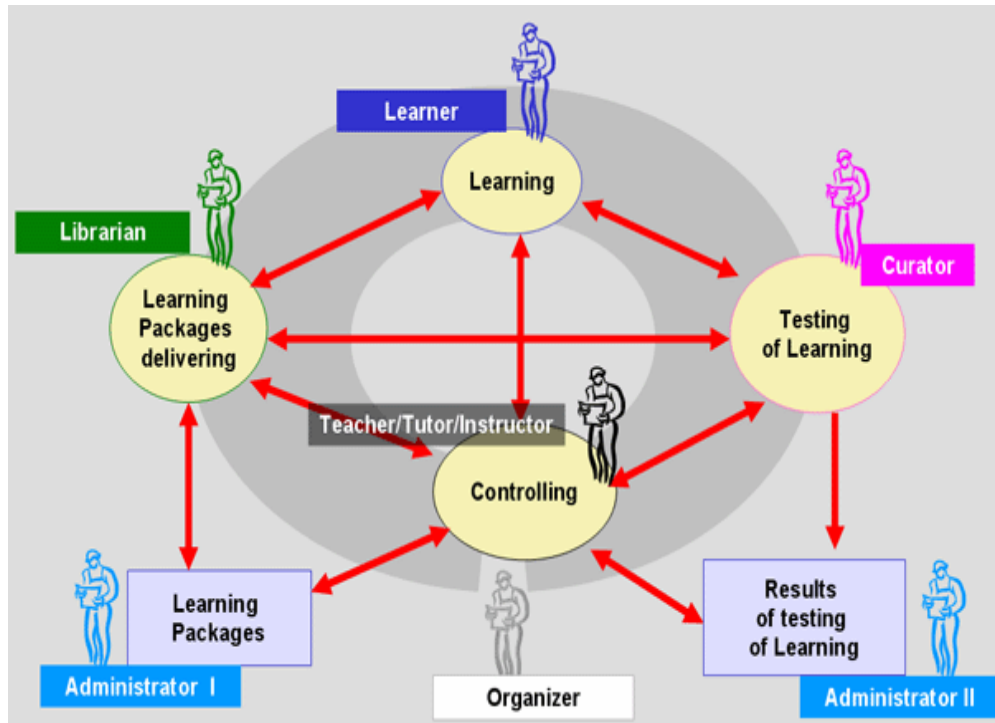 Learner
Learning
Librarian
Curator
Learning
Packages
delivering
Testing
of Learning
Teacher/Tutor/Instructor
Controlling
Learning
Packages
Results
of testing
of Learning
Administrator I
Organizer
Administrator II